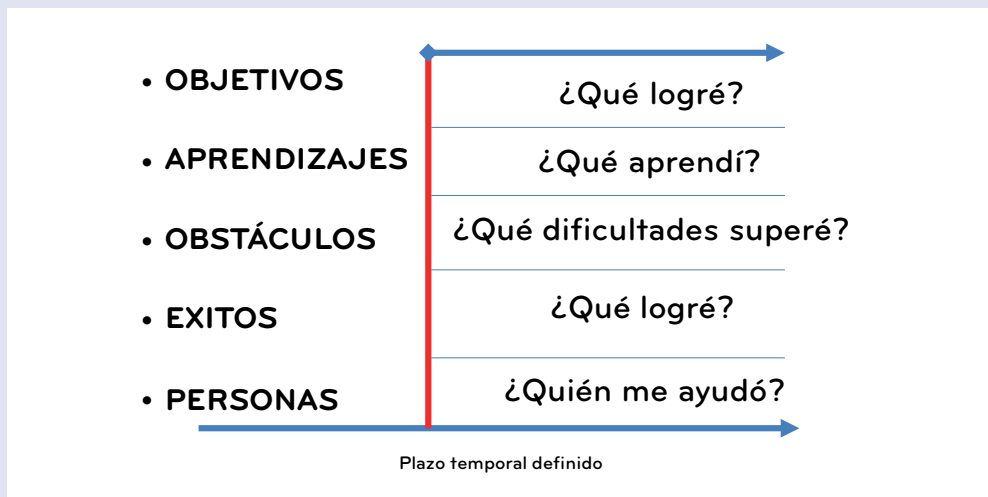 • OBJETIVOS
¿Qué logré?
• APRENDIZAJES
¿Qué aprendí?
• OBSTÁCULOS
¿Qué dificultades superé?
• EXITOS
¿Qué logré?
• PERSONAS
¿Quién me ayudó?
Plazo temporal definido